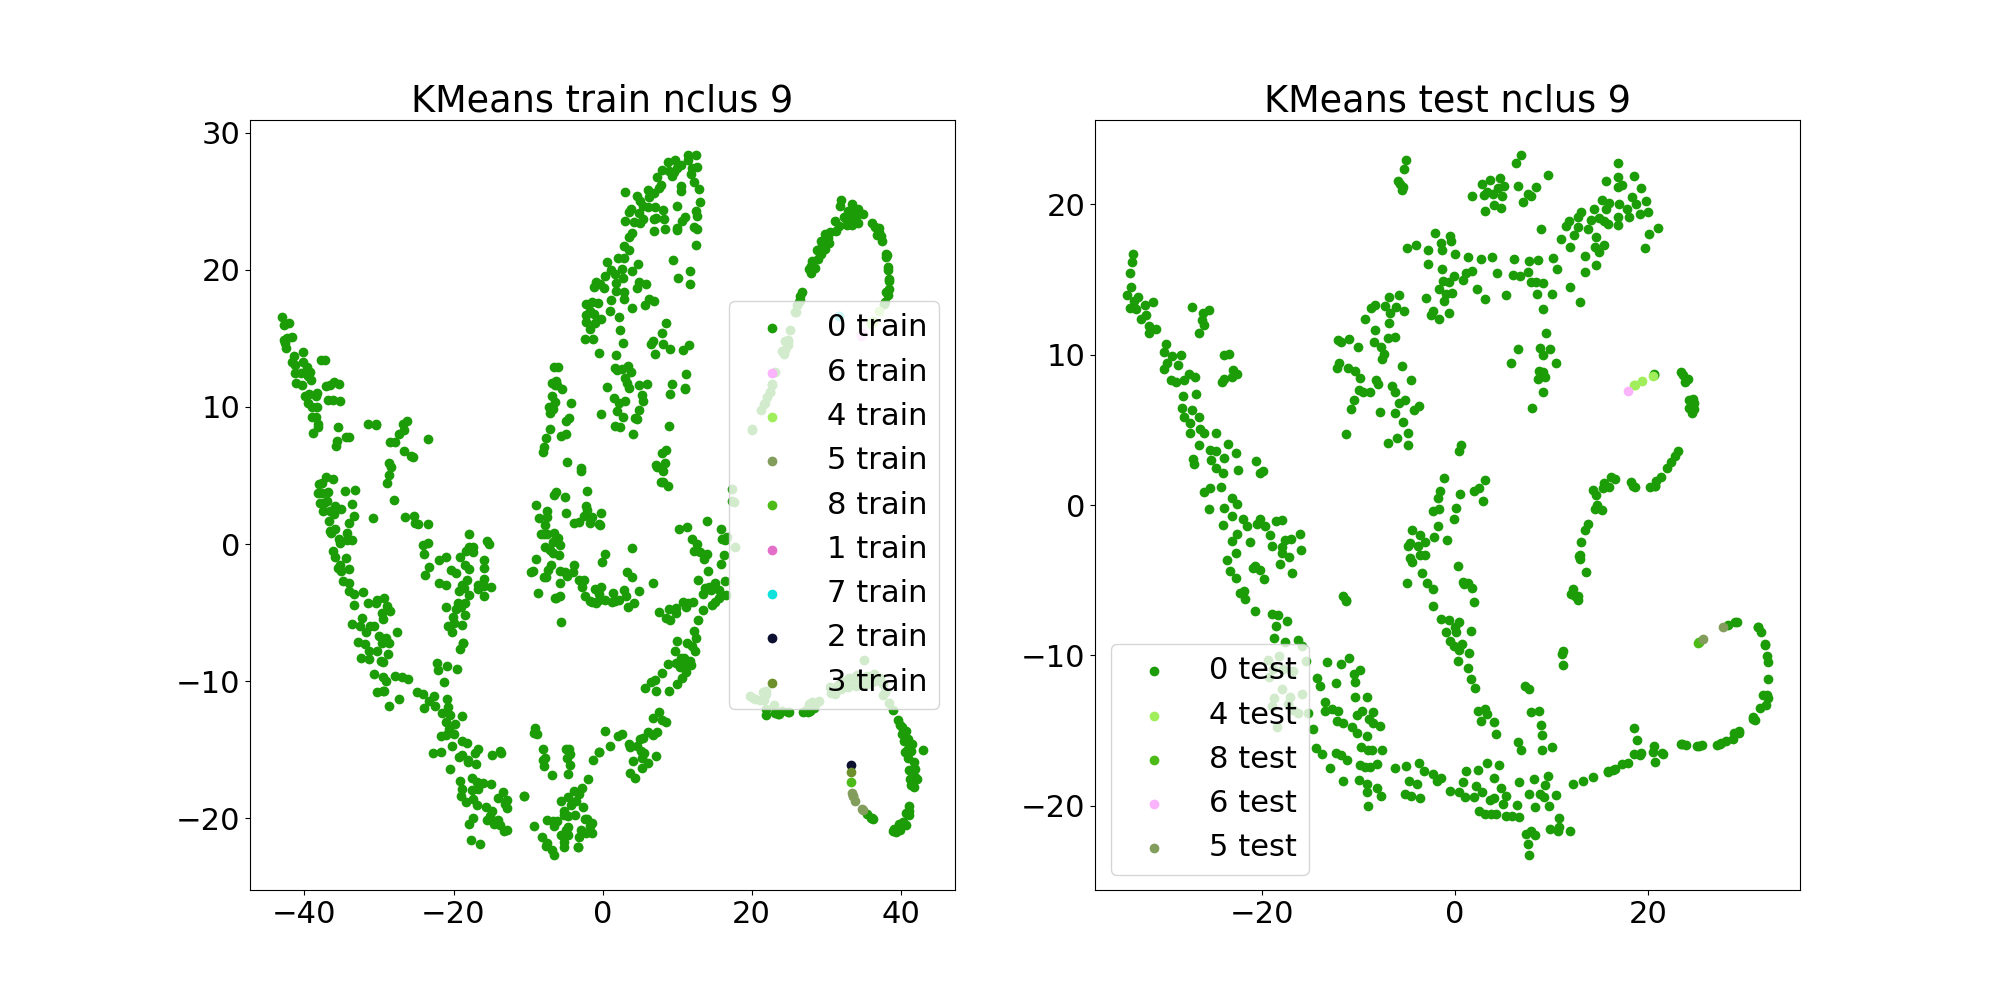 KMeans train nclus 9
30
20
10
0
−10
−20
−40
−20
0
20
40
0 train
6 train
4 train
5 train
8 train
1 train
7 train
2 train
3 train
KMeans test nclus 9
20
10
0
−10
−20
−20
0
20
0 test
4 test
8 test
6 test
5 test